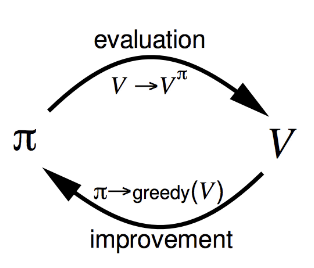 evaluation
V → V^π
π
V
π→greedy(V)
improvement